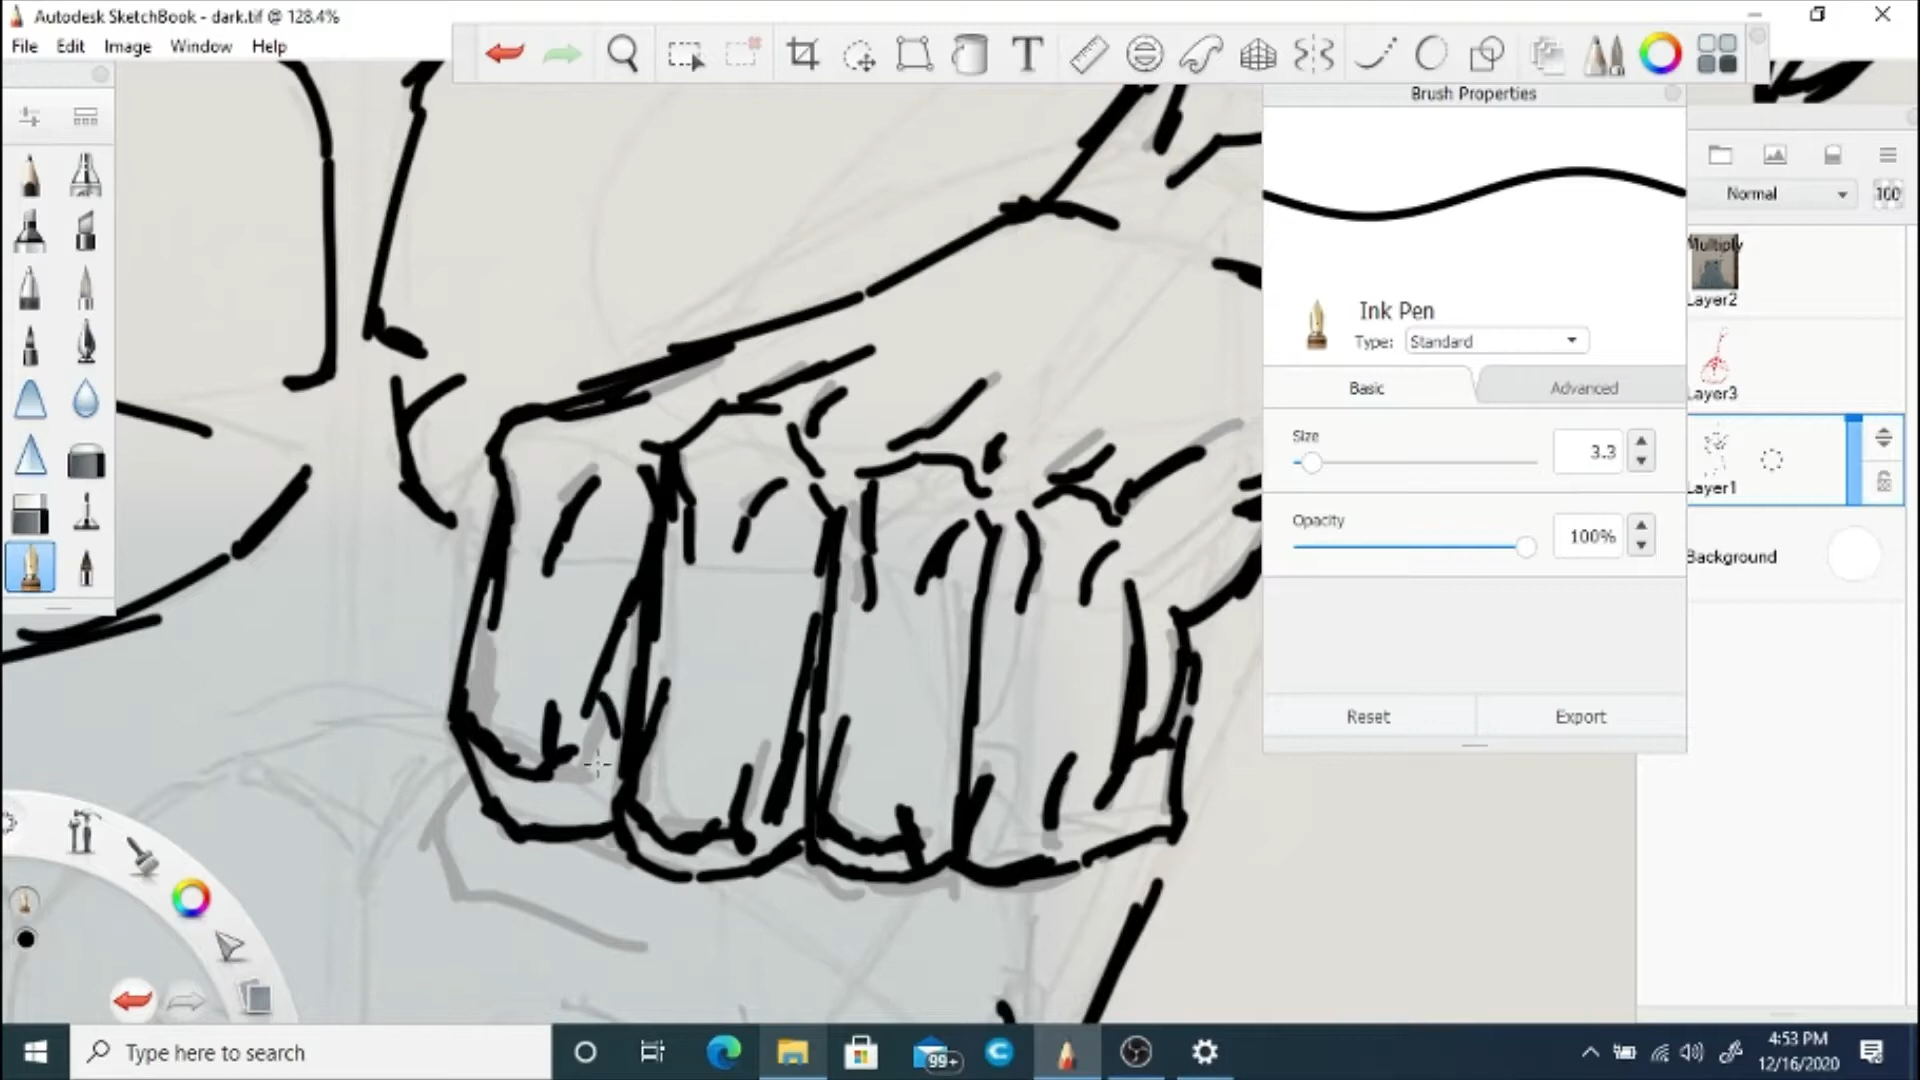 Autodesk SketchBook - dark.tif @ 128.4%
File Edit Image Window Help
T
Brush Properties
Normal
100
Multiply
Layer2
Ink Pen
Type: Standard
Basic
Advanced
Layer3
Size
3.3
Layer1
Opacity
100%
Background
Reset
Export
Type here to search
99+
4:53 PM
12/16/2020